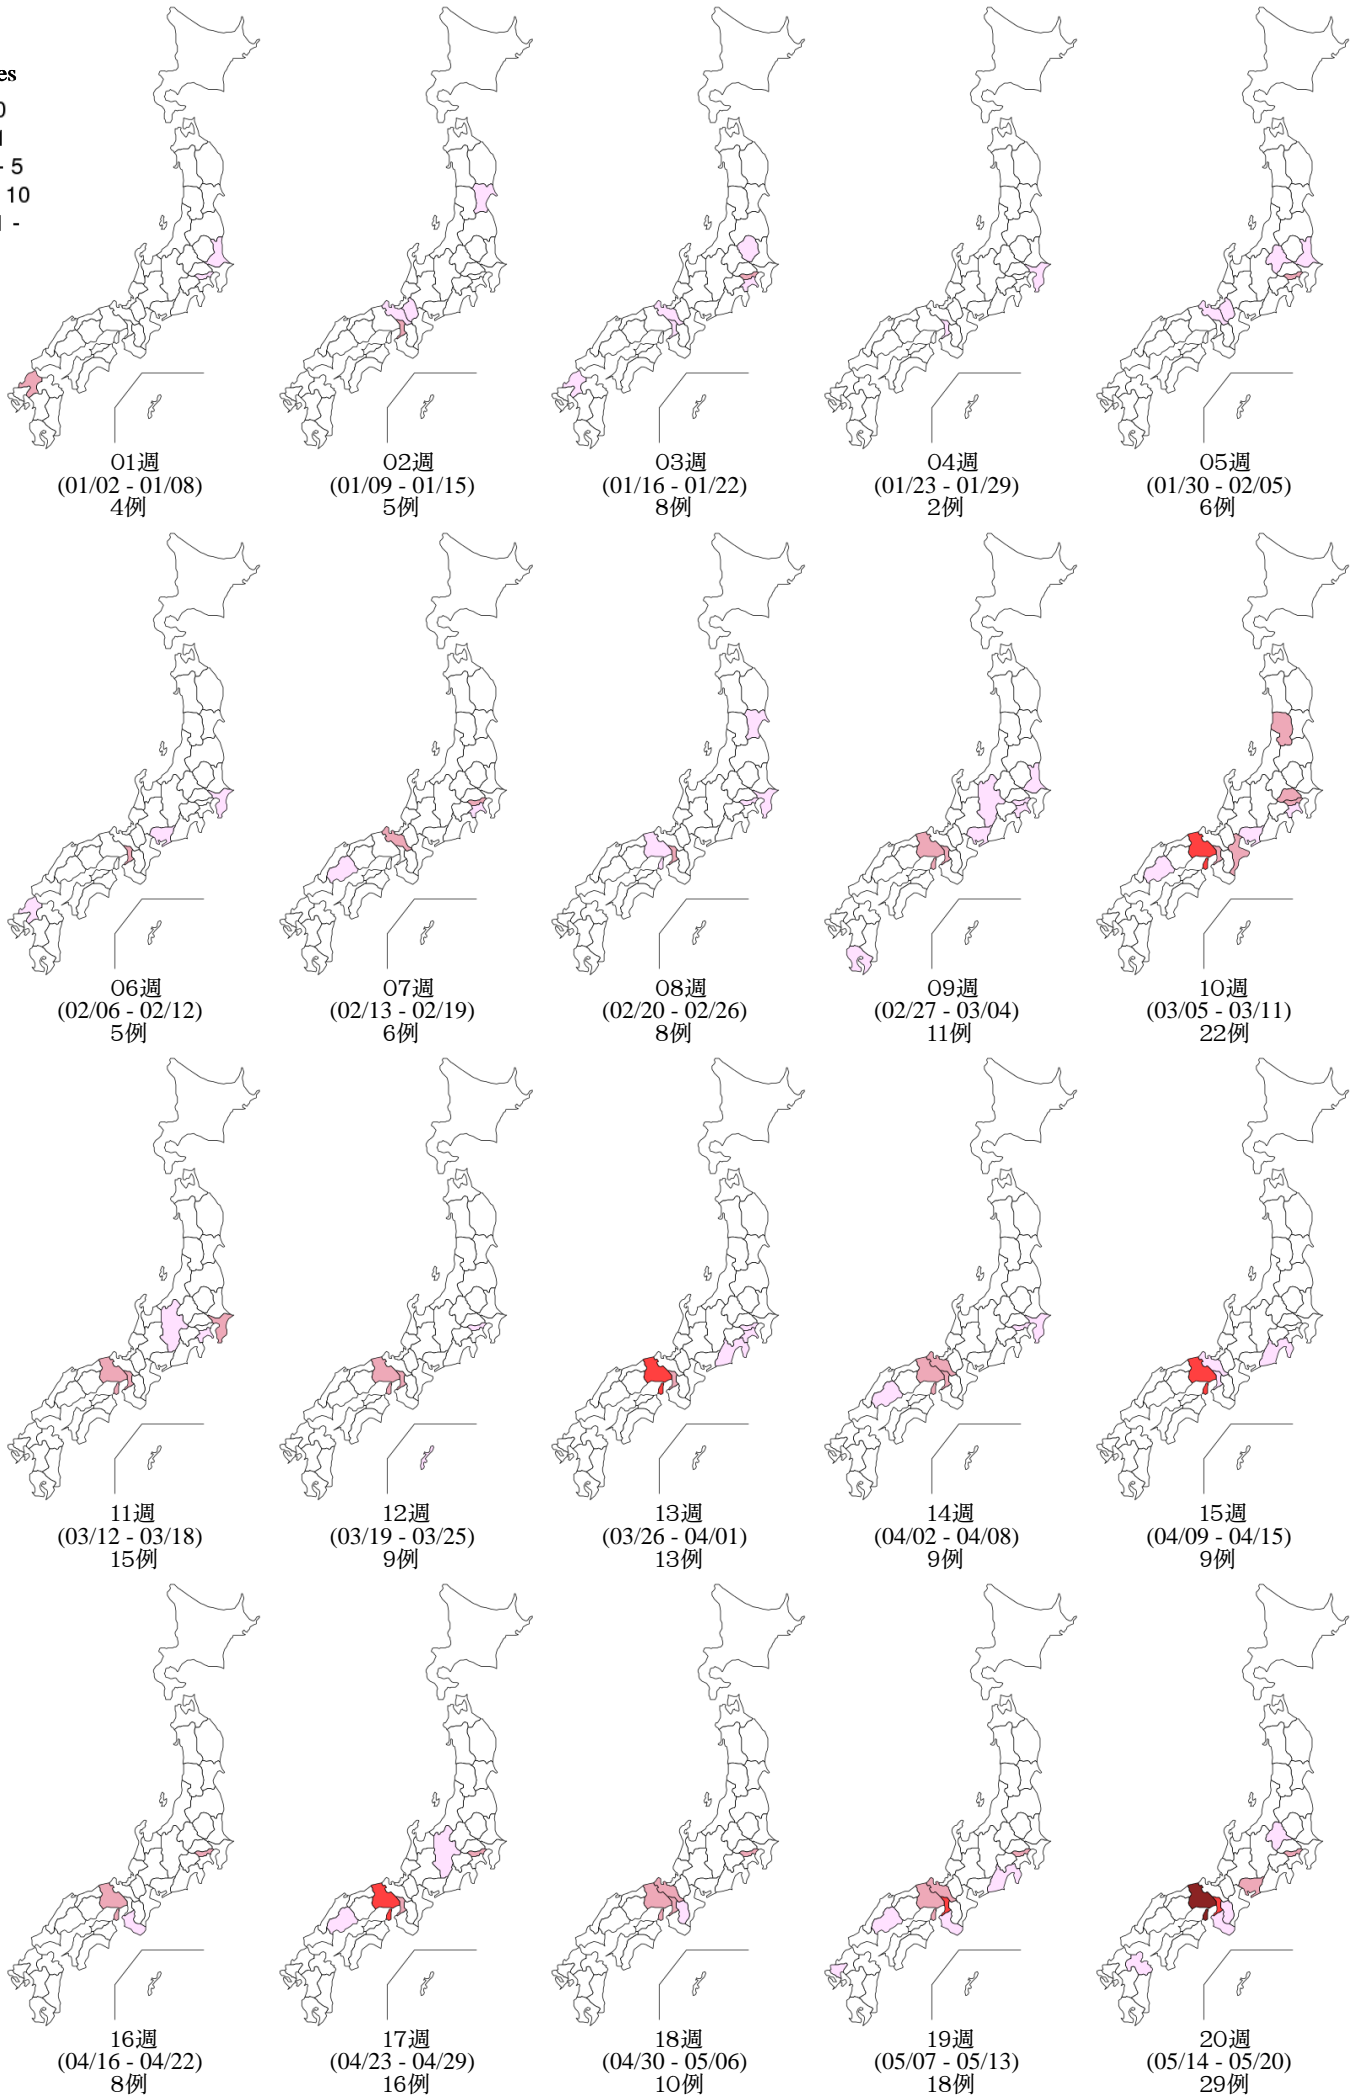 es
0
1
- 5
10
1 -
01週
(01/02 - 01/08)
4例
02週
(01/09 - 01/15)
5例
03週
(01/16 - 01/22)
8例
04週
(01/23 - 01/29)
2例
05週
(01/30 - 02/05)
6例
06週
(02/06 - 02/12)
5例
07週
(02/13 - 02/19)
6例
08週
(02/20 - 02/26)
8例
09週
(02/27 - 03/04)
11例
10週
(03/05 - 03/11)
22例
11週
(03/12 - 03/18)
15例
12週
(03/19 - 03/25)
9例
13週
(03/26 - 04/01)
13例
14週
(04/02 - 04/08)
9例
15週
(04/09 - 04/15)
9例
16週
(04/16 - 04/22)
8例
17週
(04/23 - 04/29)
16例
18週
(04/30 - 05/06)
10例
19週
(05/07 - 05/13)
18例
20週
(05/14 - 05/20)
29例